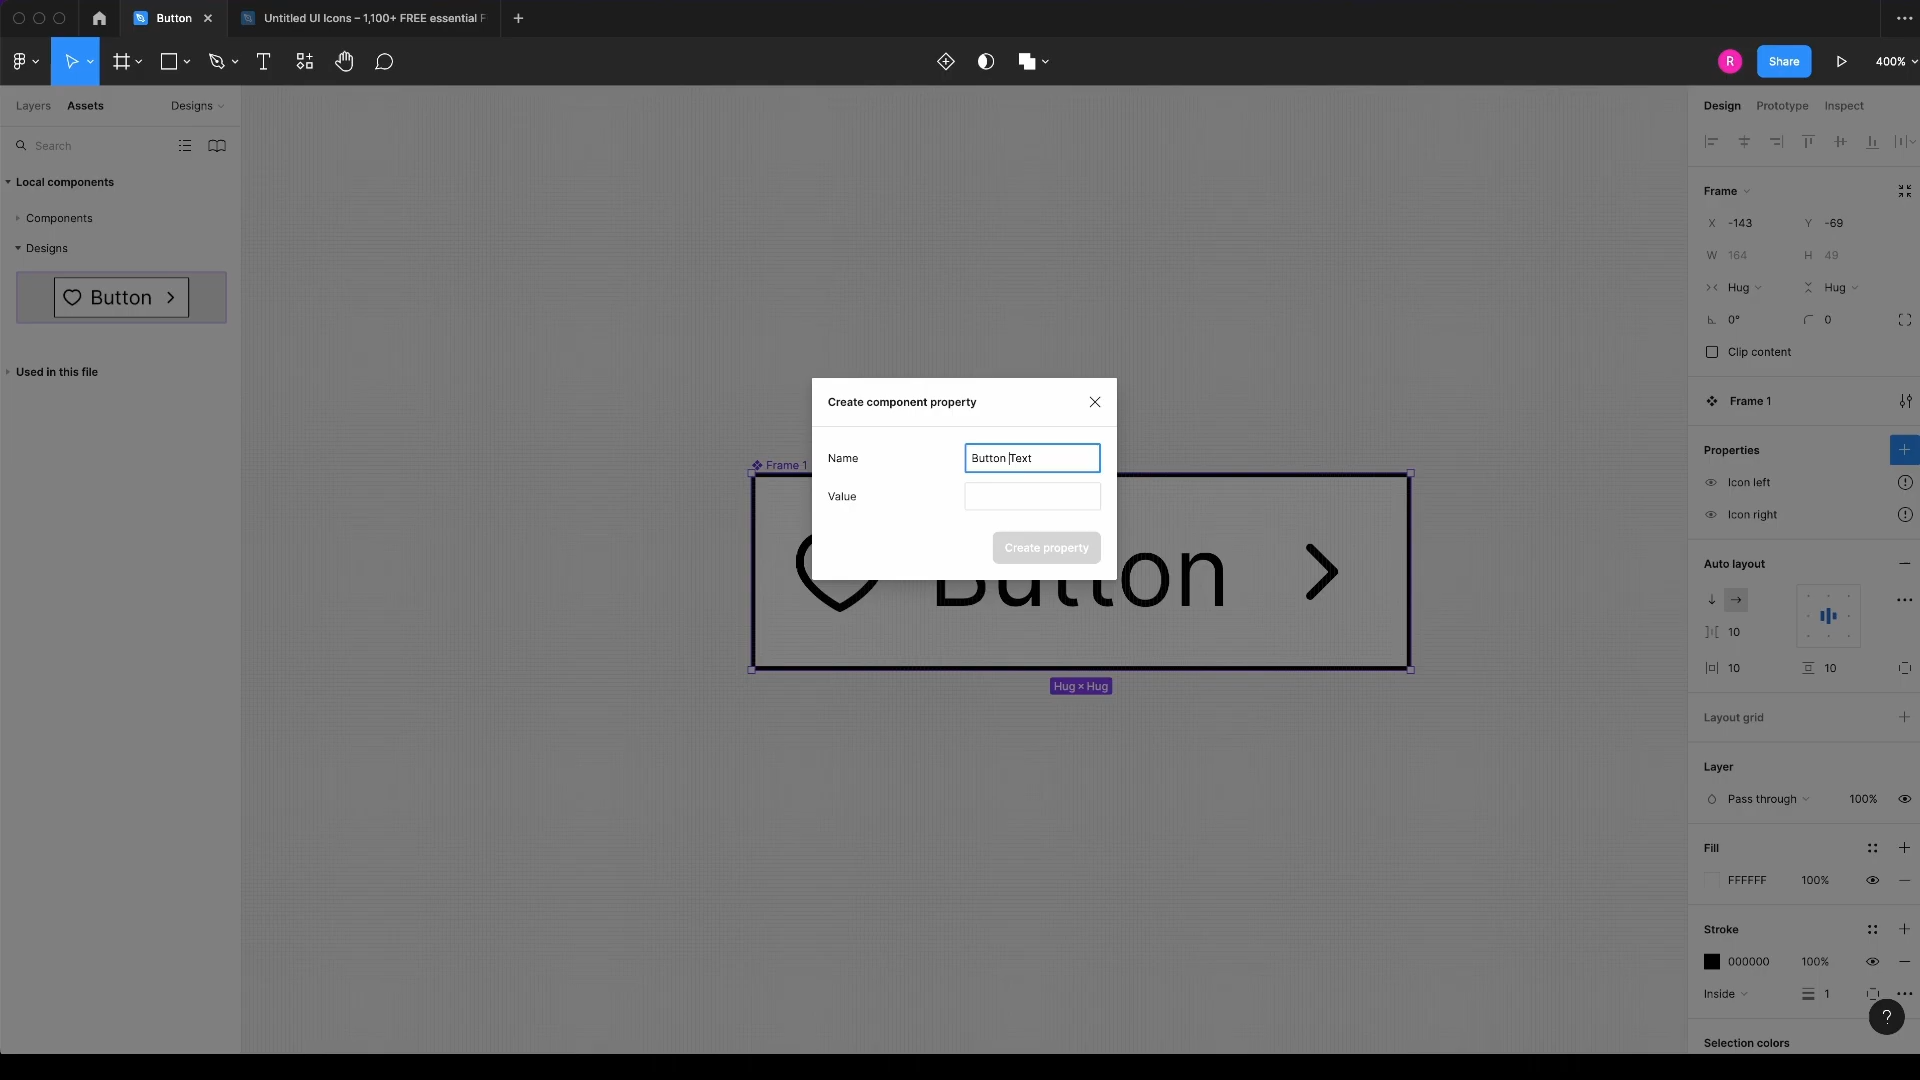 Button
Untitled UI Icons – 1,100+ FREE essential F
R
Share
400%
Layers
Assets
Designs
Search
Local components
Components
Designs
Button
Used in this file
Frame 1
Create component property
Name
Button Text
Value
Create property
Button
Hug × Hug
Design
Prototype
Inspect
Frame
X -143
Y -69
W 164
H 49
Hug
Hug
0°
0
Clip content
Frame 1
Properties
Icon left
Icon right
Auto layout
10
10
10
Layout grid
Layer
Pass through
100%
Fill
FFFFFF
100%
Stroke
000000
100%
Inside
1
?
Selection colors